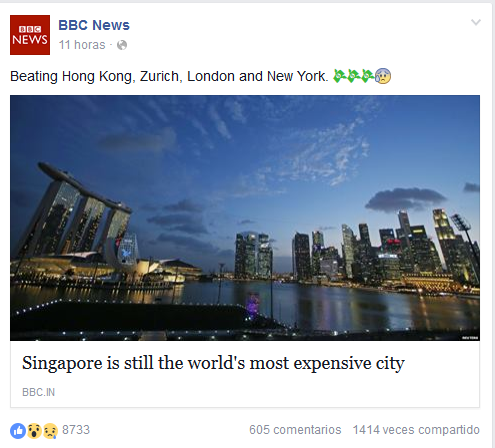 BBC
NEWS
BBC News
11 horas
Beating Hong Kong, Zurich, London and New York.
REUTERS
Singapore is still the world's most expensive city
BBC.IN
8733
605 comentarios 1414 veces compartido